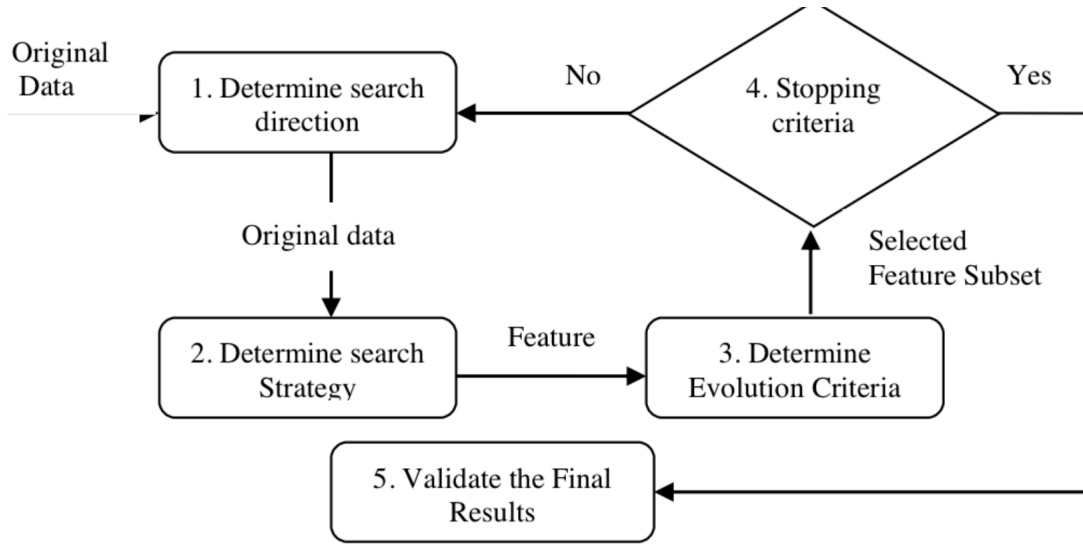 Original
Data
1. Determine search
direction
No
4. Stopping
criteria
Yes
Original data
Selected
Feature Subset
2. Determine search
Strategy
Feature
3. Determine
Evolution Criteria
5. Validate the Final
Results